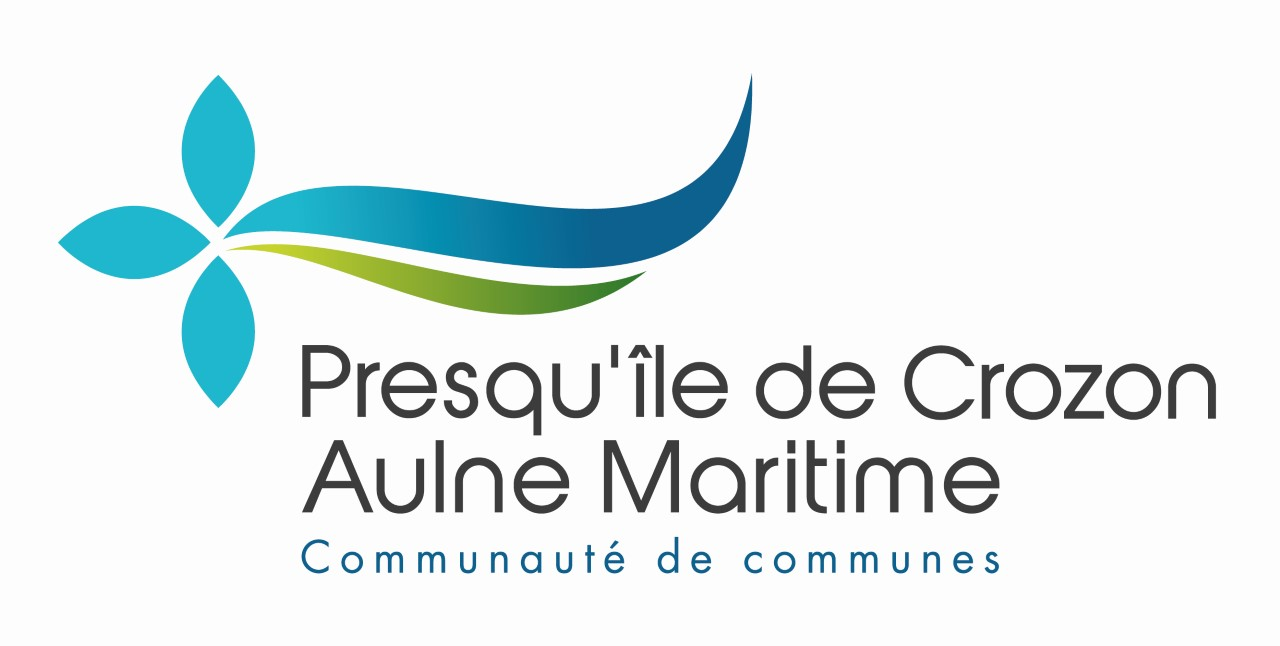 Presqu'île de Crozon
Aulne Maritime
Communauté de communes